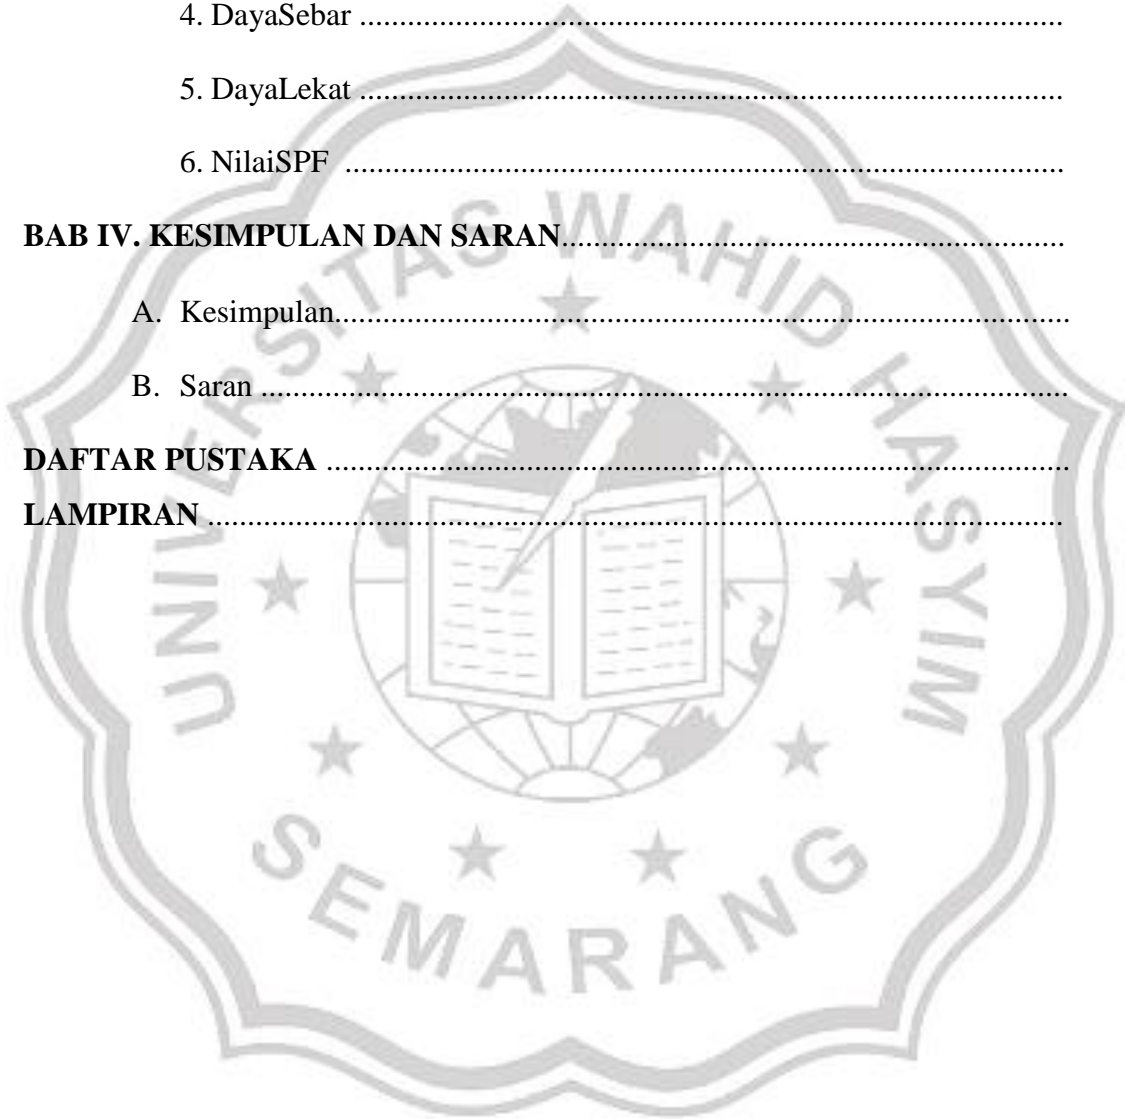 4. DayaSebar ........................................................................................
5. DayaLekat ........................................................................................
6. NilaiSPF ..........................................................................................
BAB IV. KESIMPULAN DAN SARAN...............................................................
A. Kesimpulan............................................................................................
B. Saran .....................................................................................................
DAFTAR PUSTAKA .............................................................................................
LAMPIRAN ............................................................................................................
UNIVERSITAS WAHID HASYIM
SEMARANG